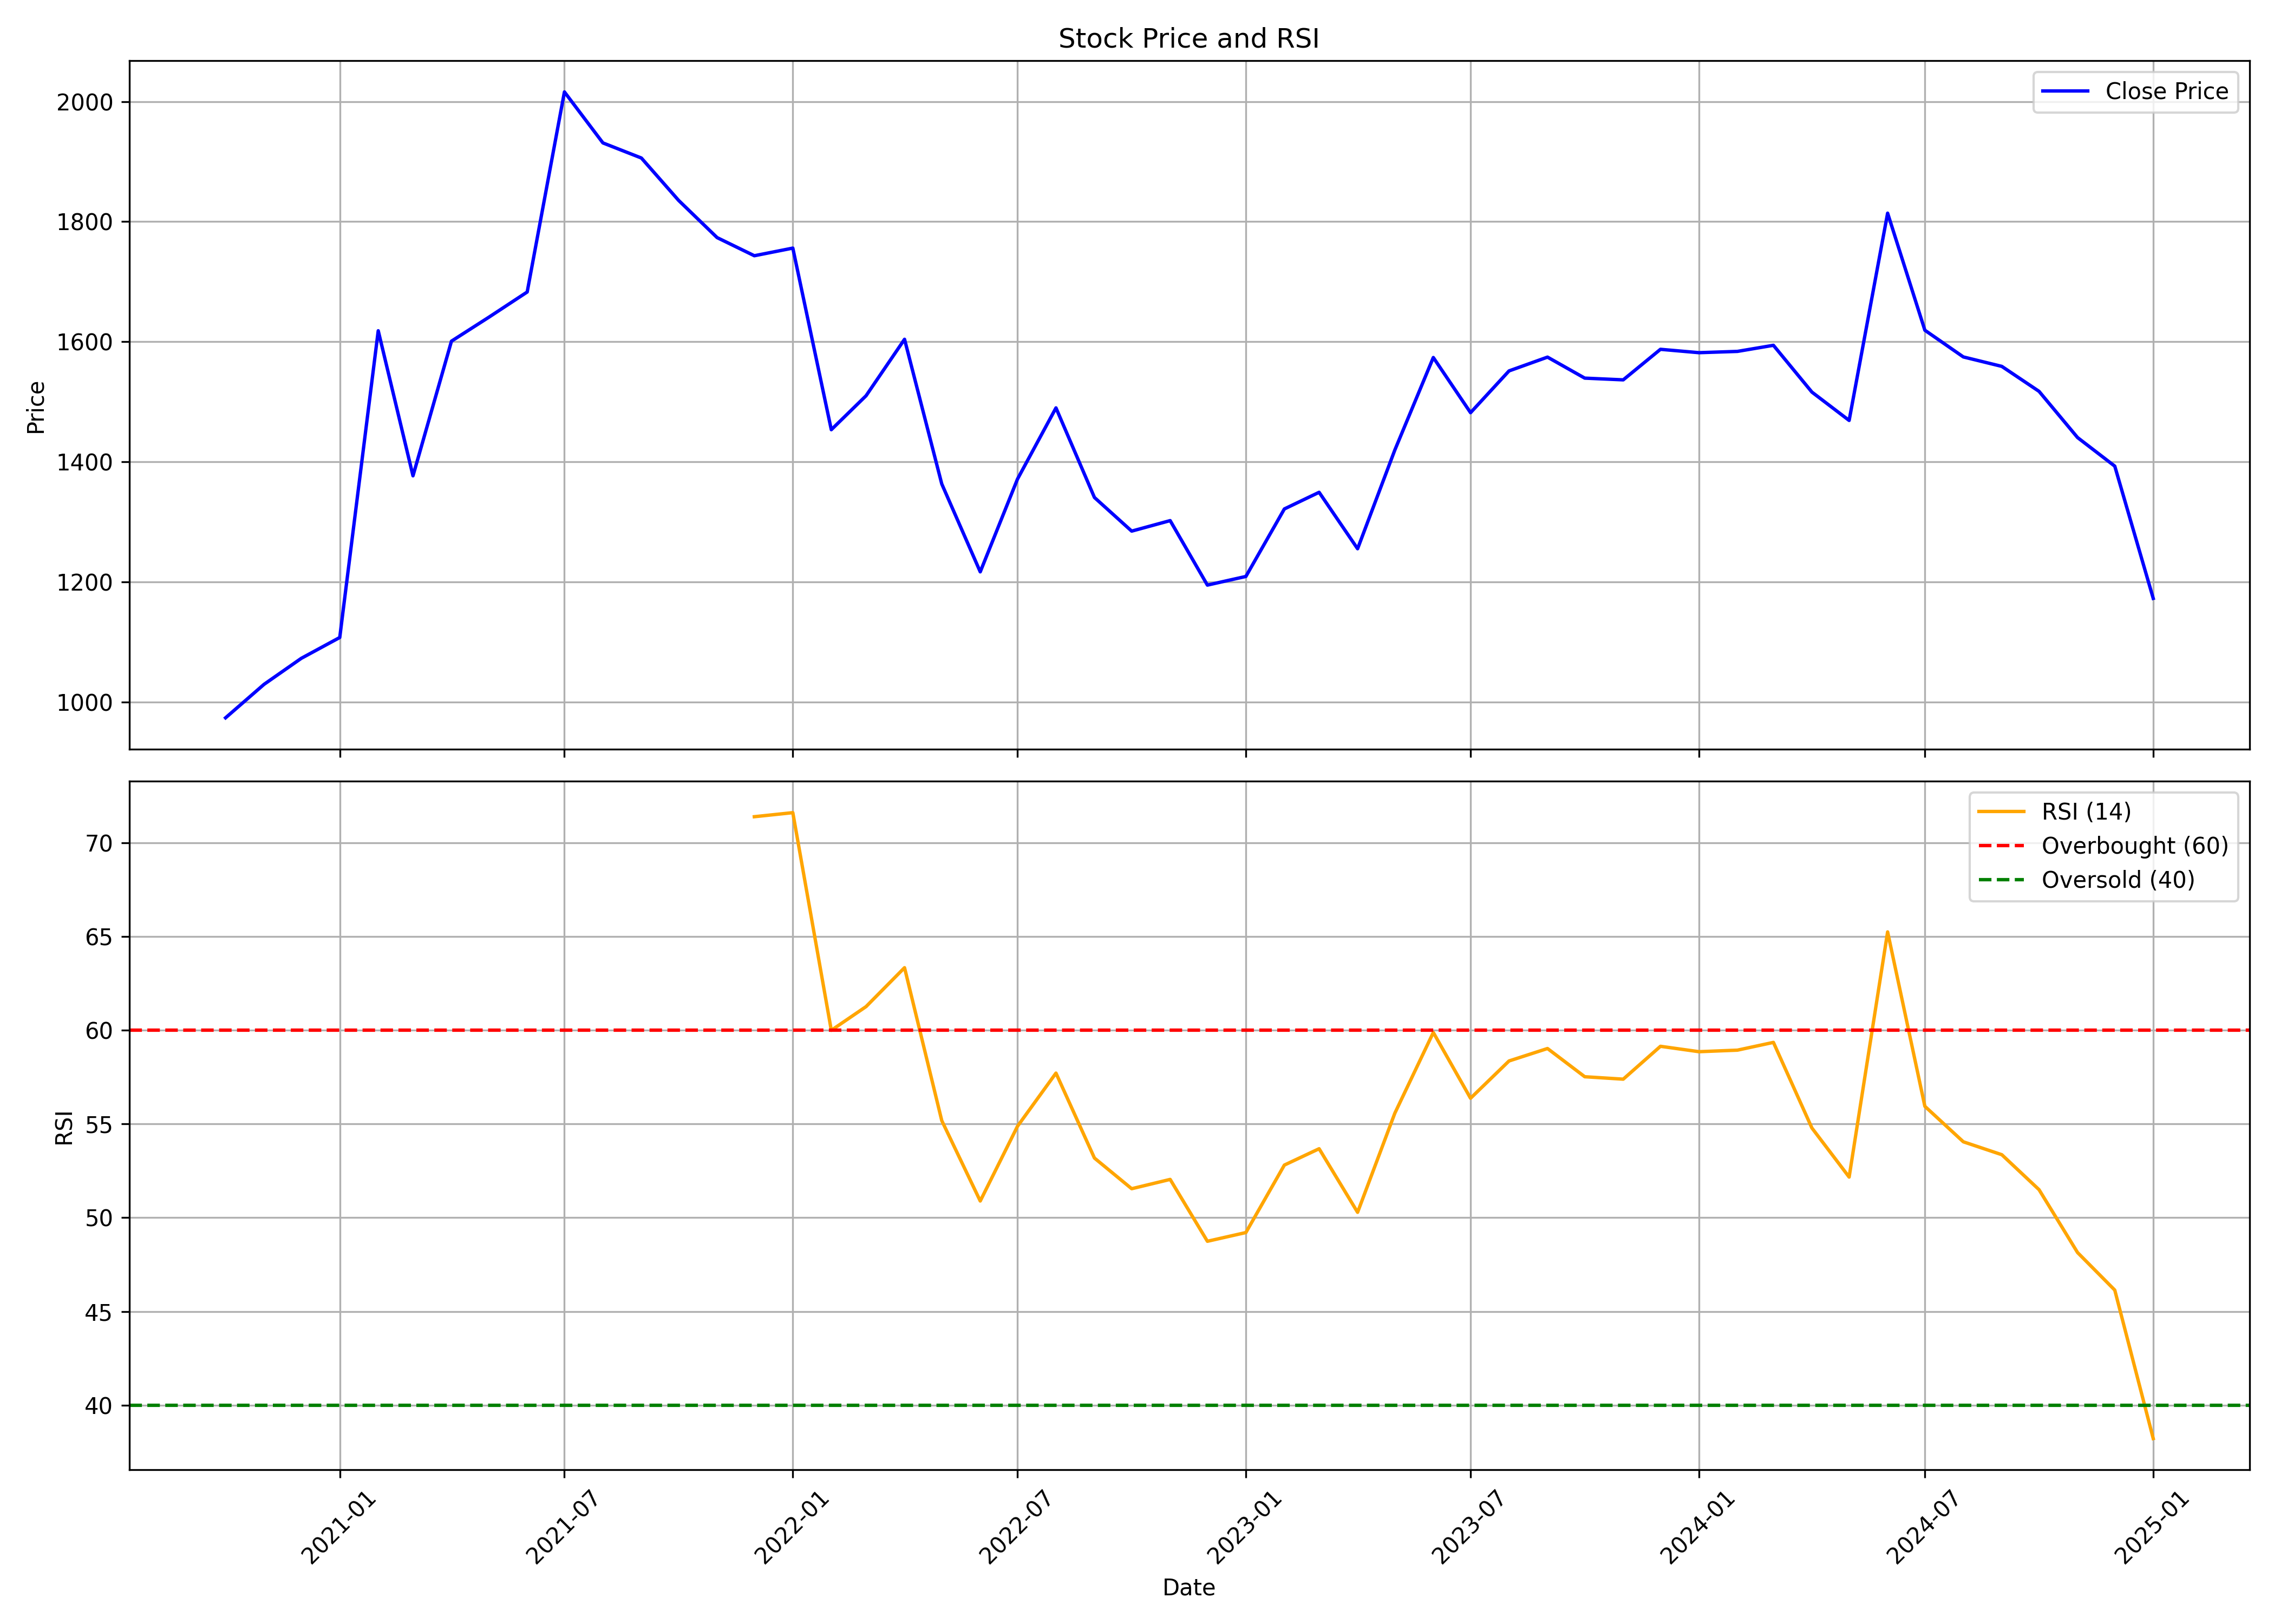 Stock Price and RSI
Close Price
2000
1800
1600
1400
1200
1000
Price
RSI (14)
Overbought (60)
Oversold (40)
70
65
60
55
50
45
40
RSI
2021-01
2021-07
2022-01
2022-07
2023-01
2023-07
2024-01
2024-07
2025-01
Date